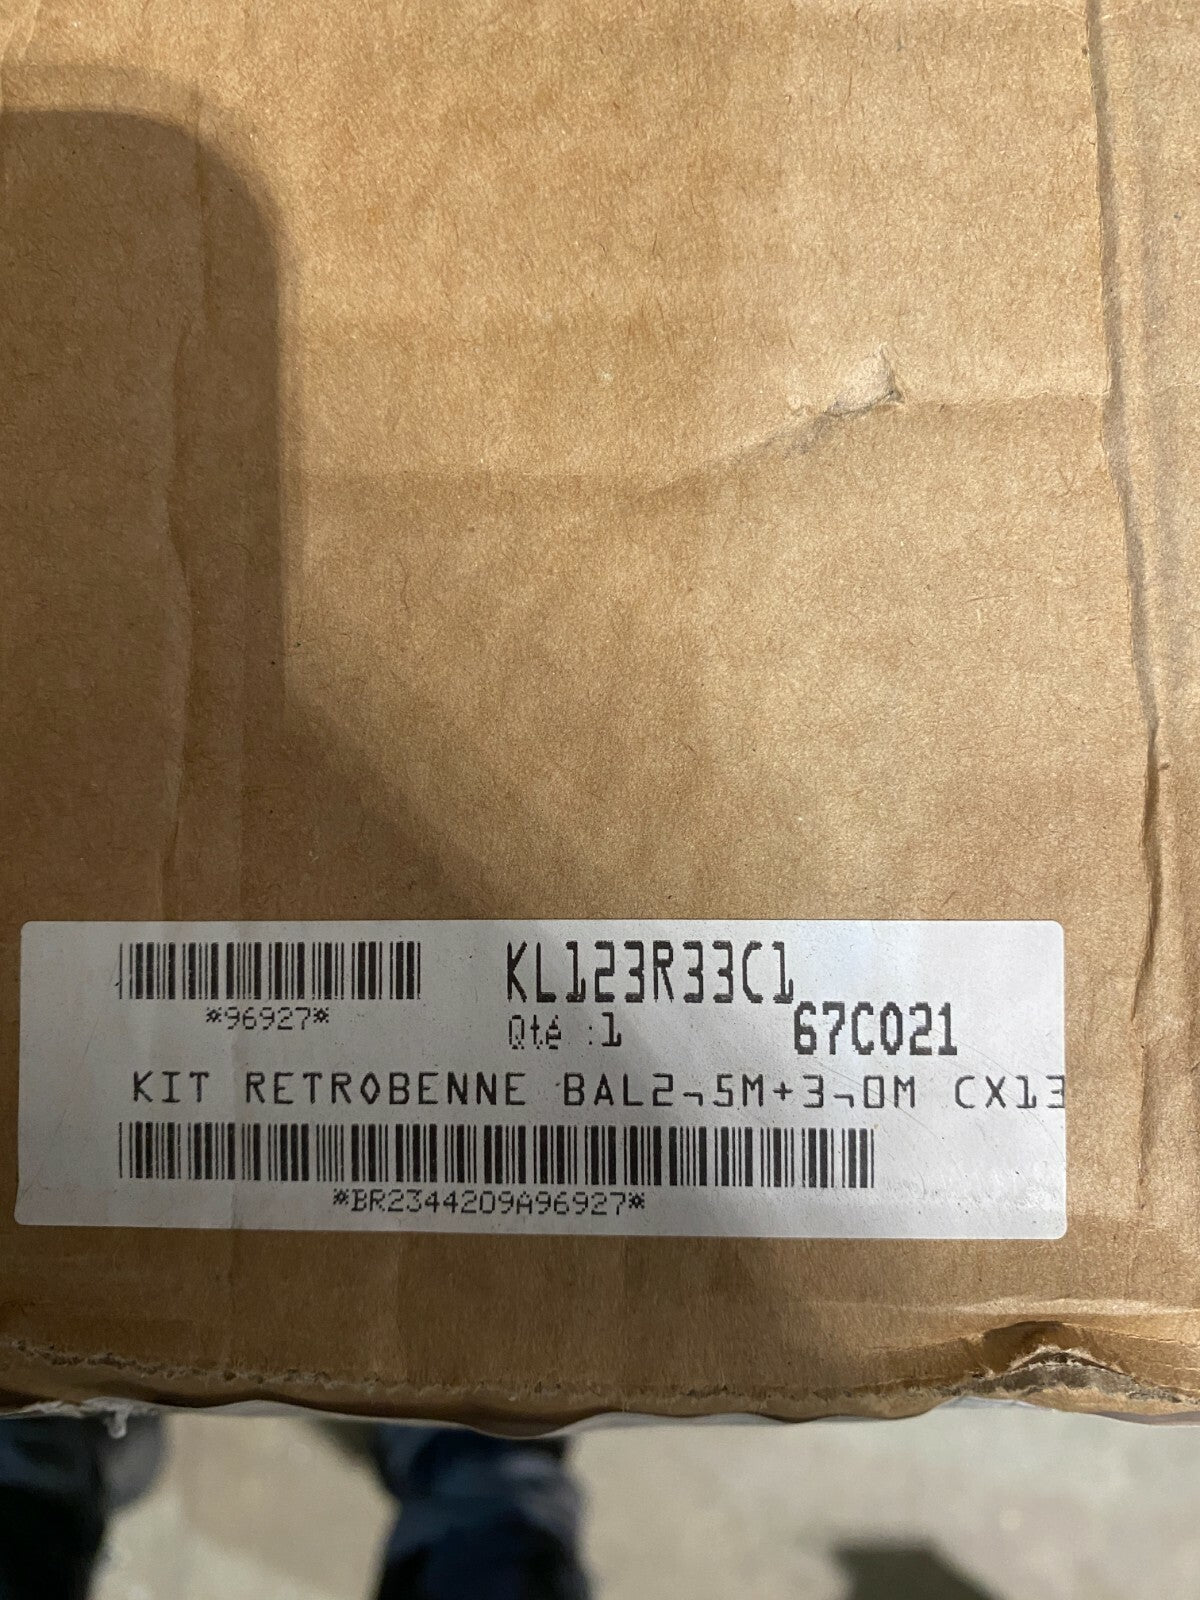 KL123R33C1
*96927*
Qté :1
67C021
KIT RETROBENNE BAL2¬5M+3¬0M CX13
*BR2344209A96927*